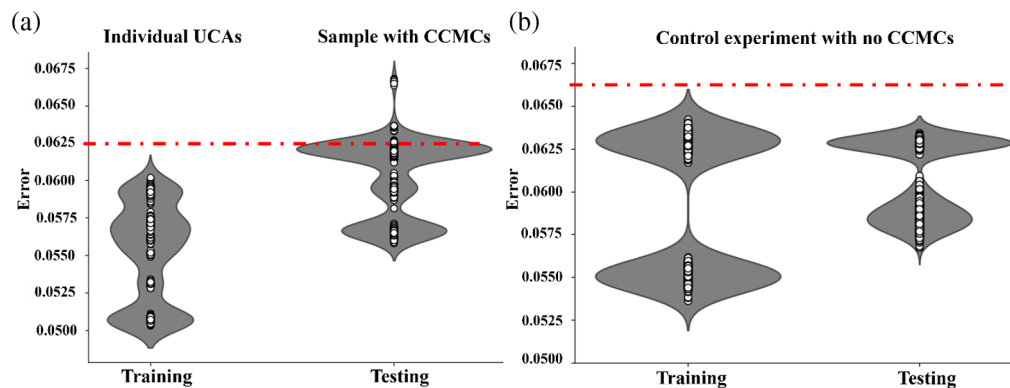 (a)
Individual UCAs
Sample with CCMCs
0.0675
0.0650
0.0625
0.0600
0.0575
0.0550
0.0525
0.0500
Error
Training
Testing
(b)
Control experiment with no CCMCs
0.0675
0.0650
0.0625
0.0600
0.0575
0.0550
0.0525
0.0500
Error
Training
Testing